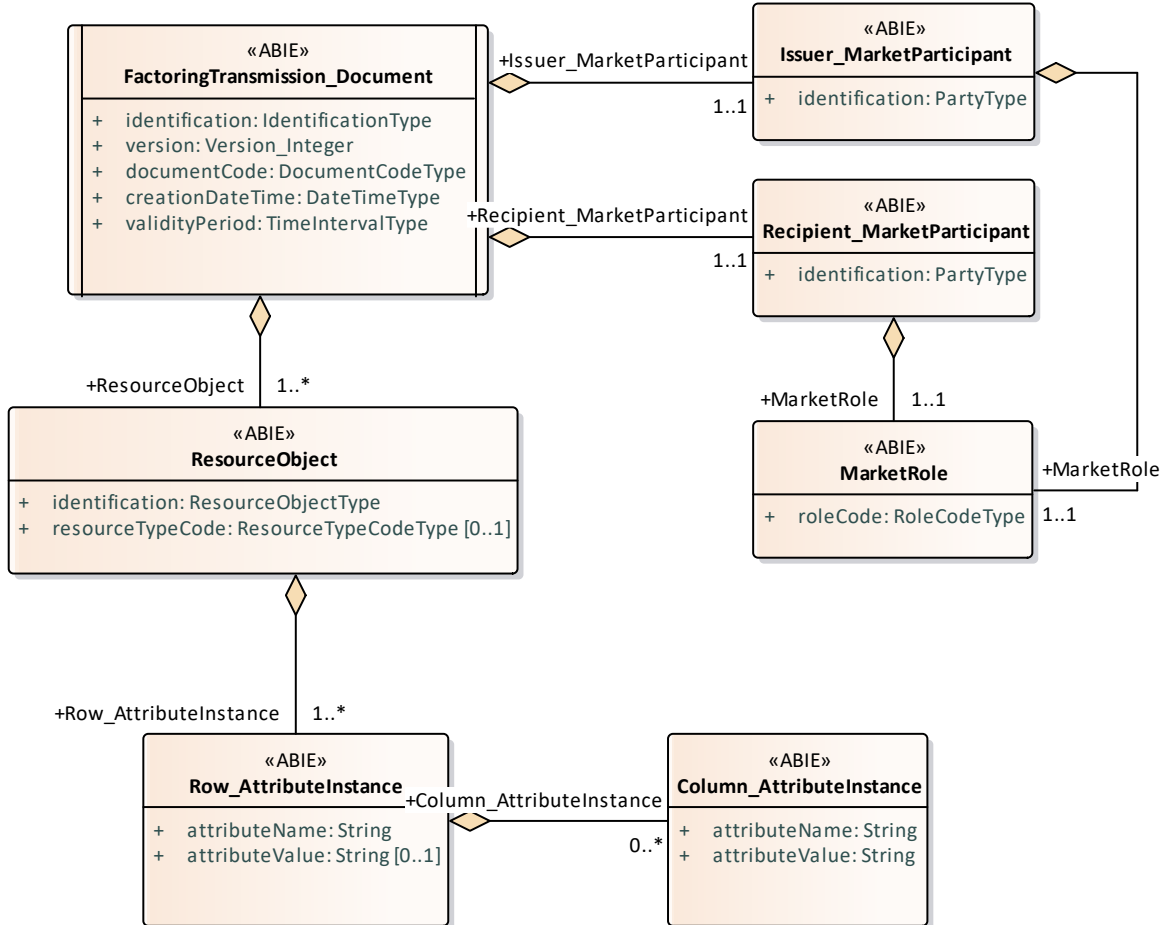 «ABIE»
FactoringTransmission_Document
+ identification: IdentificationType
+ version: Version_Integer
+ documentCode: DocumentCodeType
+ creationDateTime: DateTimeType
+ validityPeriod: TimeIntervalType
+Issuer_MarketParticipant
1..1
«ABIE»
Issuer_MarketParticipant
+ identification: PartyType
+Recipient_MarketParticipant
1..1
«ABIE»
Recipient_MarketParticipant
+ identification: PartyType
+ResourceObject 1..*
+MarketRole 1..1
«ABIE»
ResourceObject
+ identification: ResourceObjectType
+ resourceTypeCode: ResourceTypeCodeType [0..1]
«ABIE»
MarketRole
+ roleCode: RoleCodeType
+MarketRole
1..1
+Row_AttributeInstance 1..*
«ABIE»
Row_AttributeInstance
+ attributeName: String
+ attributeValue: String [0..1]
+Column_AttributeInstance
0..*
«ABIE»
Column_AttributeInstance
+ attributeName: String
+ attributeValue: String